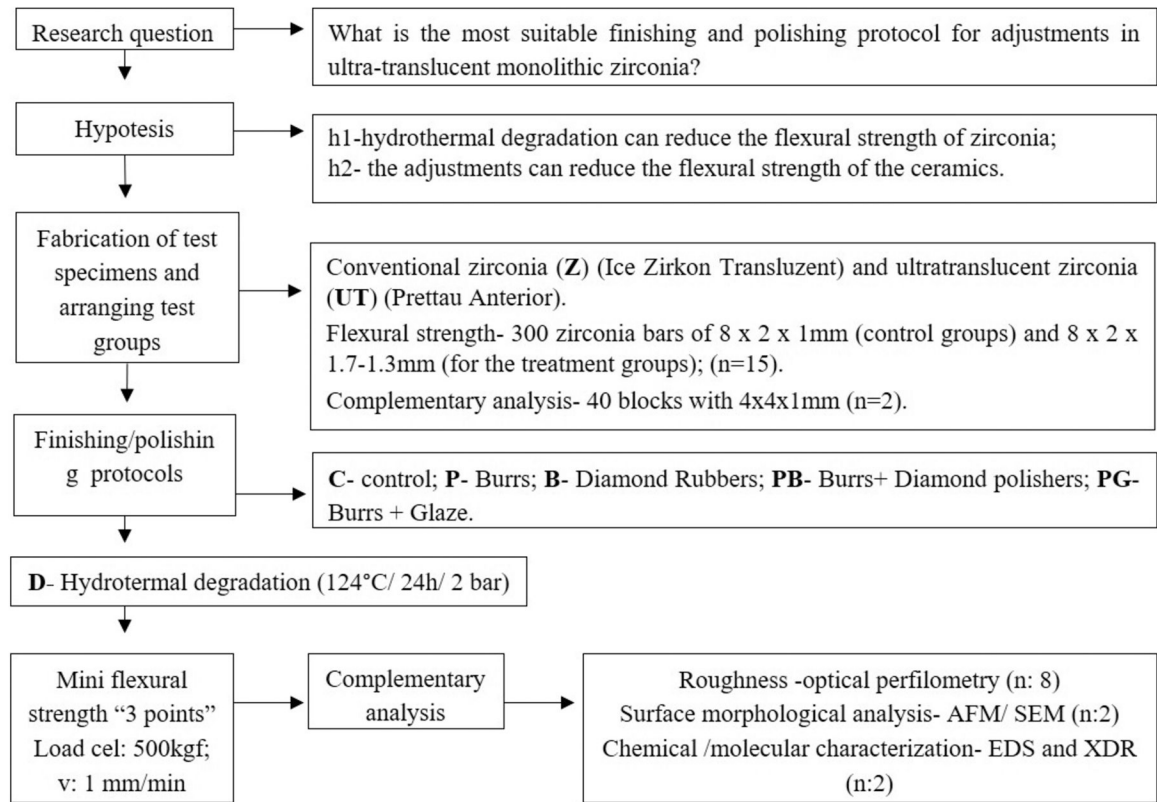 Research question
What is the most suitable finishing and polishing protocol for adjustments in
ultra-translucent monolithic zirconia?
Hypotesis
h1-hydrothermal degradation can reduce the flexural strength of zirconia;
h2- the adjustments can reduce the flexural strength of the ceramics.
Fabrication of test
specimens and
arranging test
groups
Conventional zirconia (Z) (Ice Zirkon Transluzent) and ultratranslucent zirconia
(UT) (Prettau Anterior).
Flexural strength- 300 zirconia bars of 8 x 2 x 1mm (control groups) and 8 x 2 x
1.7-1.3mm (for the treatment groups); (n=15).
Complementary analysis- 40 blocks with 4x4x1mm (n=2).
Finishing/polishin
g protocols
C- control; P- Burrs; B- Diamond Rubbers; PB- Burrs+ Diamond polishers; PG-
Burrs + Glaze.
D- Hydrotermal degradation (124°C/ 24h/ 2 bar)
Mini flexural
strength “3 points”
Load cel: 500kgf;
v: 1 mm/min
Complementary
analysis
Roughness -optical perfilometry (n: 8)
Surface morphological analysis- AFM/ SEM (n:2)
Chemical /molecular characterization- EDS and XDR
(n:2)